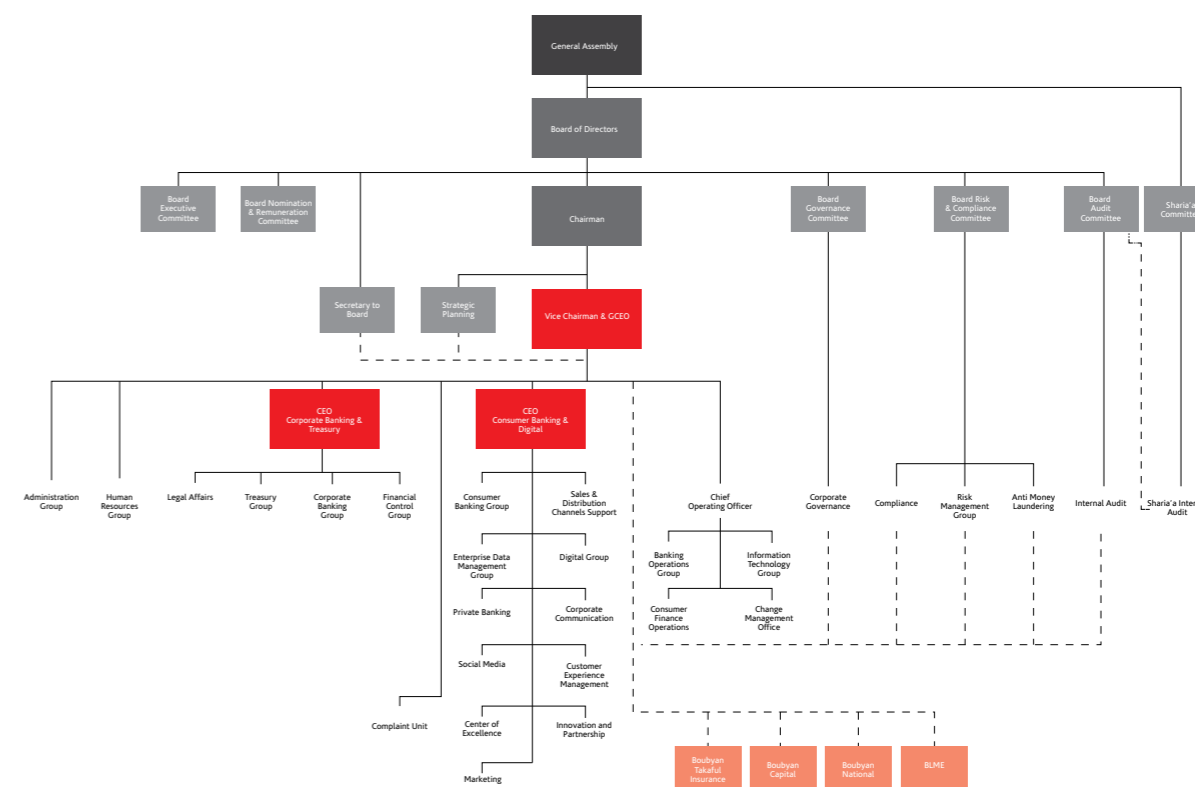 General Assembly
Board of Directors
Board
Executive
Committee
Board Nomination
& Remuneration
Committee
Chairman
Board
Governance
Committee
Board Risk
& Compliance
Committee
Board
Audit
Committee
Sharia'a
Committe
Secretary to
Board
Strategic
Planning
Vice Chairman & GCEO
CEO
Corporate Banking &
Treasury
CEO
Consumer Banking &
Digital
Administration
Group
Human
Resources
Group
Legal Affairs
Treasury
Group
Corporate
Banking
Group
Financial
Control
Group
Consumer
Banking Group
Sales &
Distribution
Channels Support
Chief
Operating Officer
Corporate
Governance
Compliance
Risk
Management
Group
Anti Money
Laundering
Internal Audit
Sharia'a Inter
Audit
Enterprise Data
Management
Group
Digital Group
Banking
Operations
Group
Information
Technology
Group
Private Banking
Corporate
Communication
Consumer
Finance
Operations
Change
Management
Office
Social Media
Customer
Experience
Management
Complaint Unit
Center of
Excellence
Innovation and
Partnership
Marketing
Boubyan
Takaful
Insurance
Boubyan
Capital
Boubyan
National
BLME